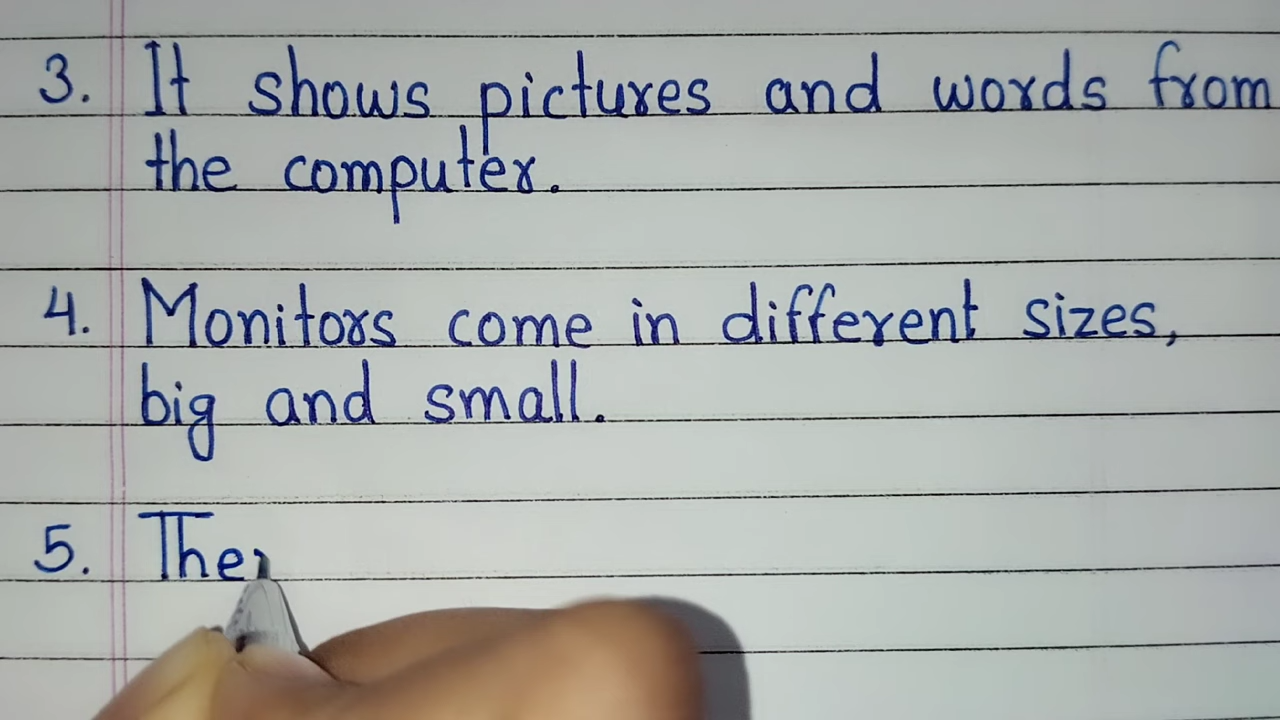 3. It shows pictures and words from
the computer.
4. Monitors come in different sizes,
big and small.
5. The